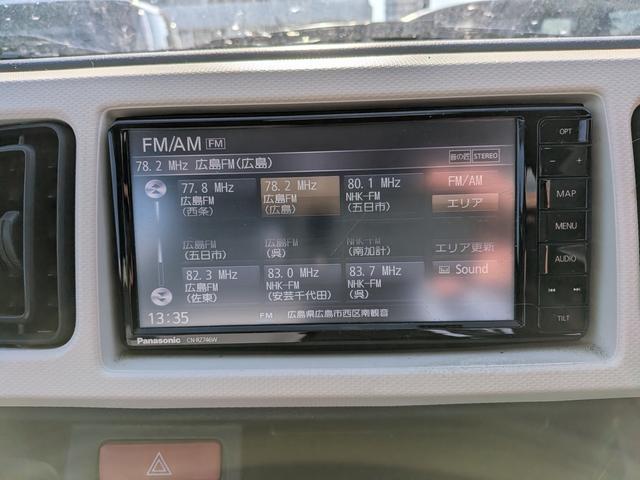 FM/AM FM
78.2 MHz 広島FM(広島) 音の匠 STEREO
77.8 MHz 広島FM (西条)
78.2 MHz 広島FM (広島)
80.1 MHz NHK-FM (五日市)
FM/AM
エリア
広島FM (五日市)
広島FM (呉)
NHK-FM (南加計)
エリア更新
82.3 MHz 広島FM (佐東)
83.0 MHz NHK-FM (安芸千代田)
83.7 MHz NHK-FM (呉)
Sound
13:35 FM 広島県広島市西区南観音
Panasonic CN-RZ746W
OPT
− +
MAP
MENU
AUDIO
TILT